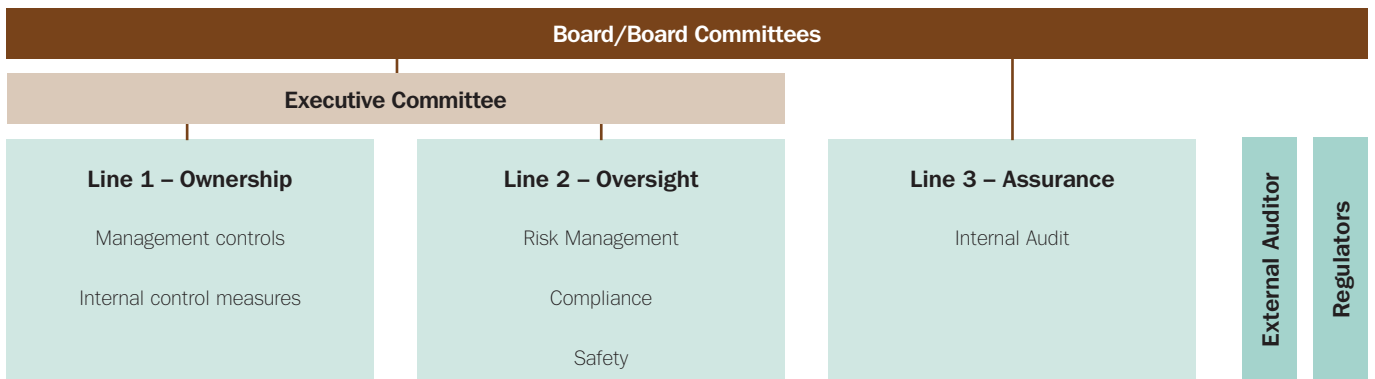 Board/Board Committees
Executive Committee
Line 1 – Ownership
Management controls
Internal control measures
Line 2 – Oversight
Risk Management
Compliance
Safety
Line 3 – Assurance
Internal Audit
External Auditor
Regulators